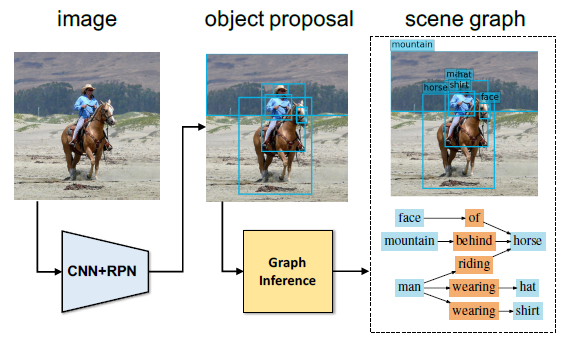 image
object proposal
scene graph
mountain
hat
horse
shirt
face
CNN+RPN
Graph
Inference
face
of
mountain
behind
horse
riding
man
wearing
hat
wearing
shirt